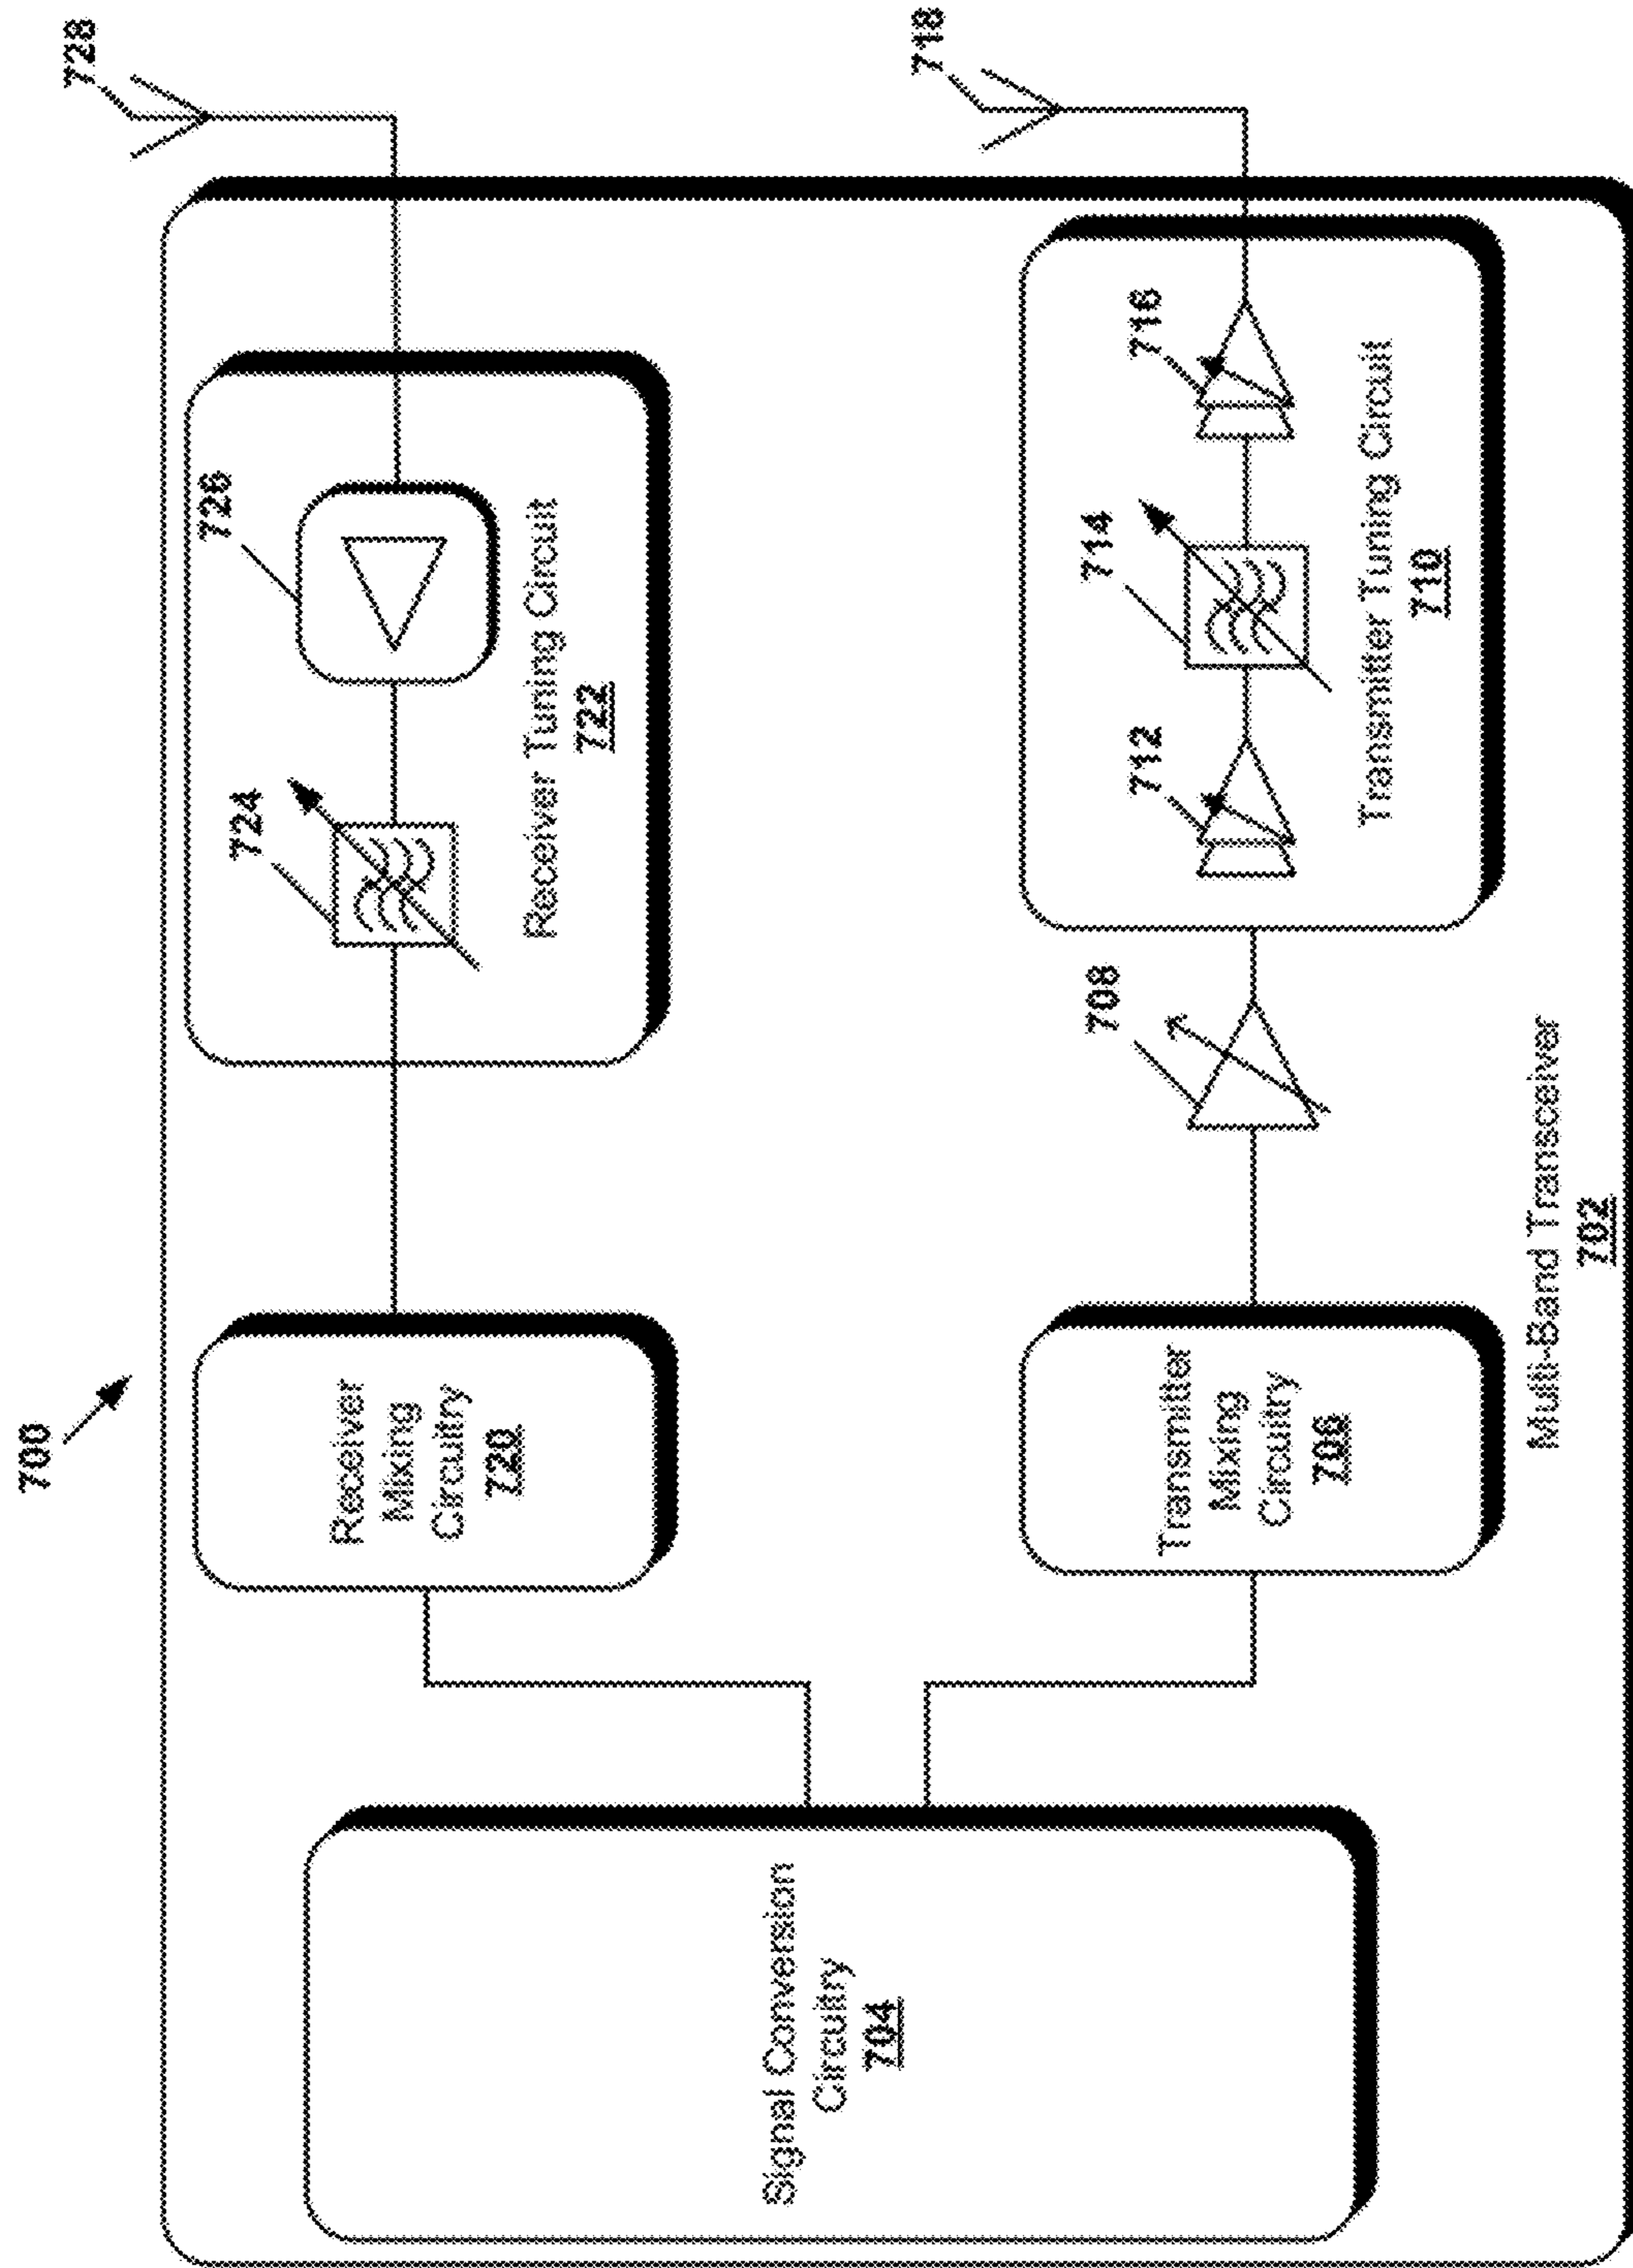 700
728
726
724
Receiver Tuning Circuit
722
Receiver
Mixing
Circuitry
720
Signal Conversion
Circuitry
704
718
716
714
712
Transmitter Tuning Circuit
710
708
Transmitter
Mixing
Circuitry
706
Multi-Band Transceiver
702